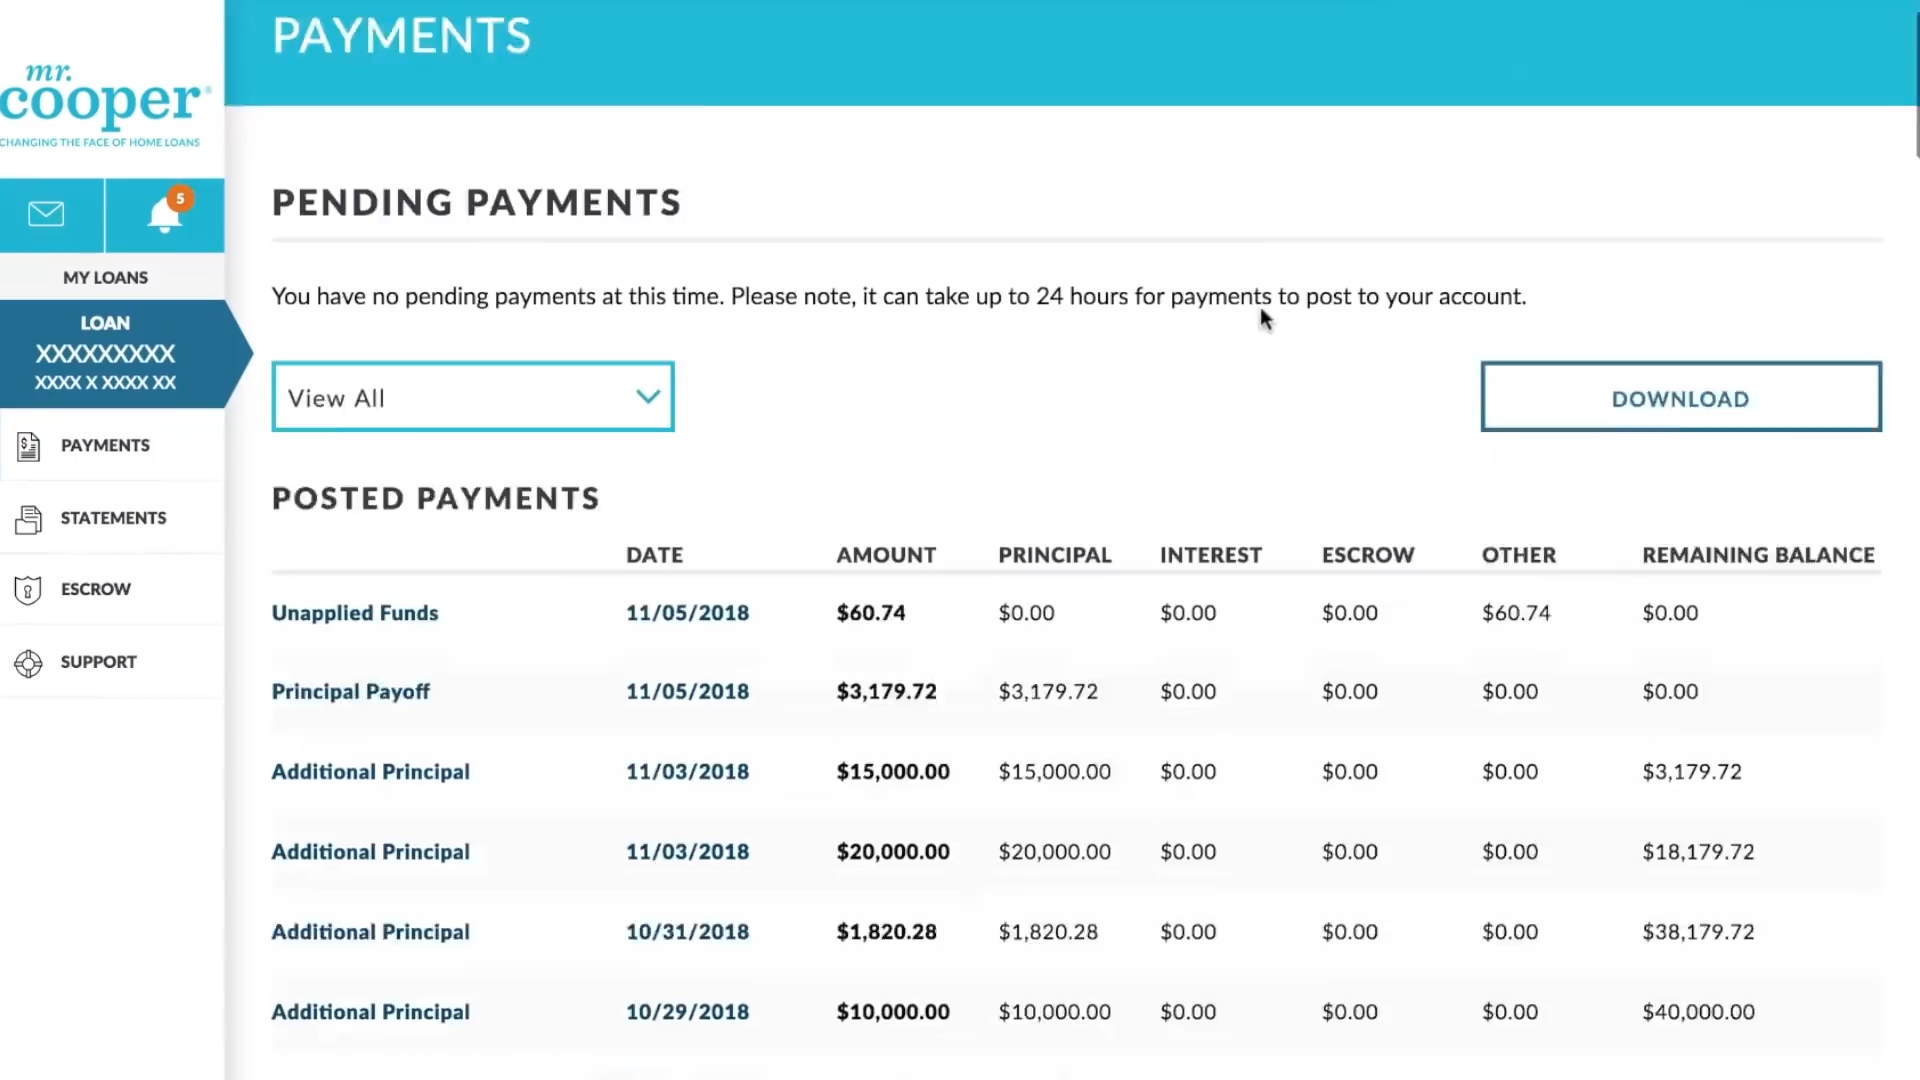 PAYMENTS
mr.
cooper
CHANGING THE FACE OF HOME LOANS
5
MY LOANS
LOAN
XXXXXXXXX
XXXX X XXXX XX
PAYMENTS
STATEMENTS
ESCROW
SUPPORT
PENDING PAYMENTS
You have no pending payments at this time. Please note, it can take up to 24 hours for payments to post to your account.
View All
DOWNLOAD
POSTED PAYMENTS
DATE AMOUNT PRINCIPAL INTEREST ESCROW OTHER REMAINING BALANCE
Unapplied Funds 11/05/2018 $60.74 $0.00 $0.00 $0.00 $60.74 $0.00
Principal Payoff 11/05/2018 $3,179.72 $3,179.72 $0.00 $0.00 $0.00 $0.00
Additional Principal 11/03/2018 $15,000.00 $15,000.00 $0.00 $0.00 $0.00 $3,179.72
Additional Principal 11/03/2018 $20,000.00 $20,000.00 $0.00 $0.00 $0.00 $18,179.72
Additional Principal 10/31/2018 $1,820.28 $1,820.28 $0.00 $0.00 $0.00 $38,179.72
Additional Principal 10/29/2018 $10,000.00 $10,000.00 $0.00 $0.00 $0.00 $40,000.00